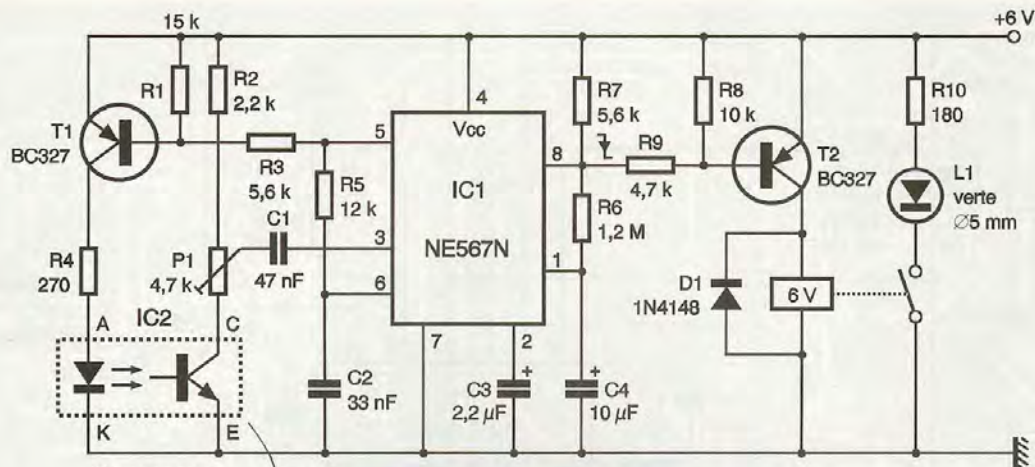 15 k
+6 V
R1
R2
2,2 k
T1
BC327
R3
5,6 k
R5
12 k
C1
47 nF
R4
270
P1
4,7 k
IC2
A
C
K
E
C2
33 nF
5
3
6
4
Vcc
IC1
NE567N
8
1
7
2
C3
2,2 µF
+
C4
10 µF
+
R7
5,6 k
R9
4,7 k
R6
1,2 M
R8
10 k
T2
BC327
D1
1N4148
6 V
R10
180
L1
verte
Ø5 mm